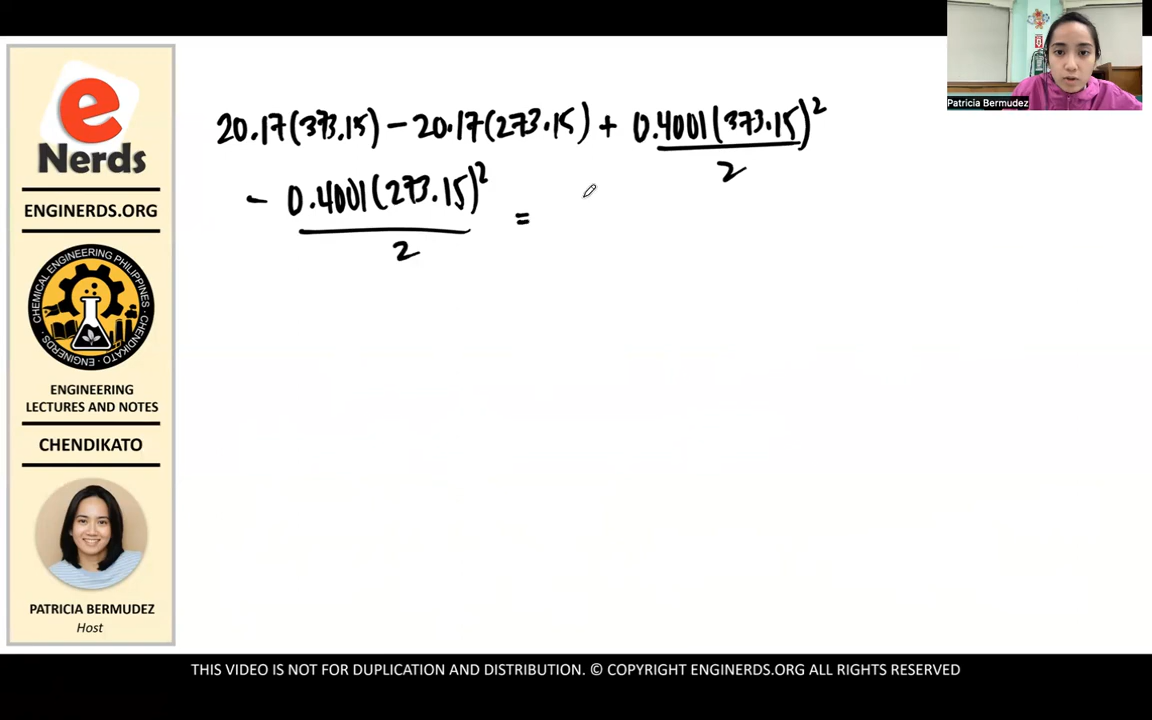 Patricia Bermudez
e
Nerds
ENGINERDS.ORG
CHEMICAL ENGINEERING PHILIPPINES
CHENDIKATO · ENGINERDS
ENGINEERING
LECTURES AND NOTES
CHENDIKATO
PATRICIA BERMUDEZ
Host
20.17(373.15) - 20.17(273.15) + 0.4001(373.15)²
2
- 0.4001(273.15)² =
2
THIS VIDEO IS NOT FOR DUPLICATION AND DISTRIBUTION. © COPYRIGHT ENGINERDS.ORG ALL RIGHTS RESERVED